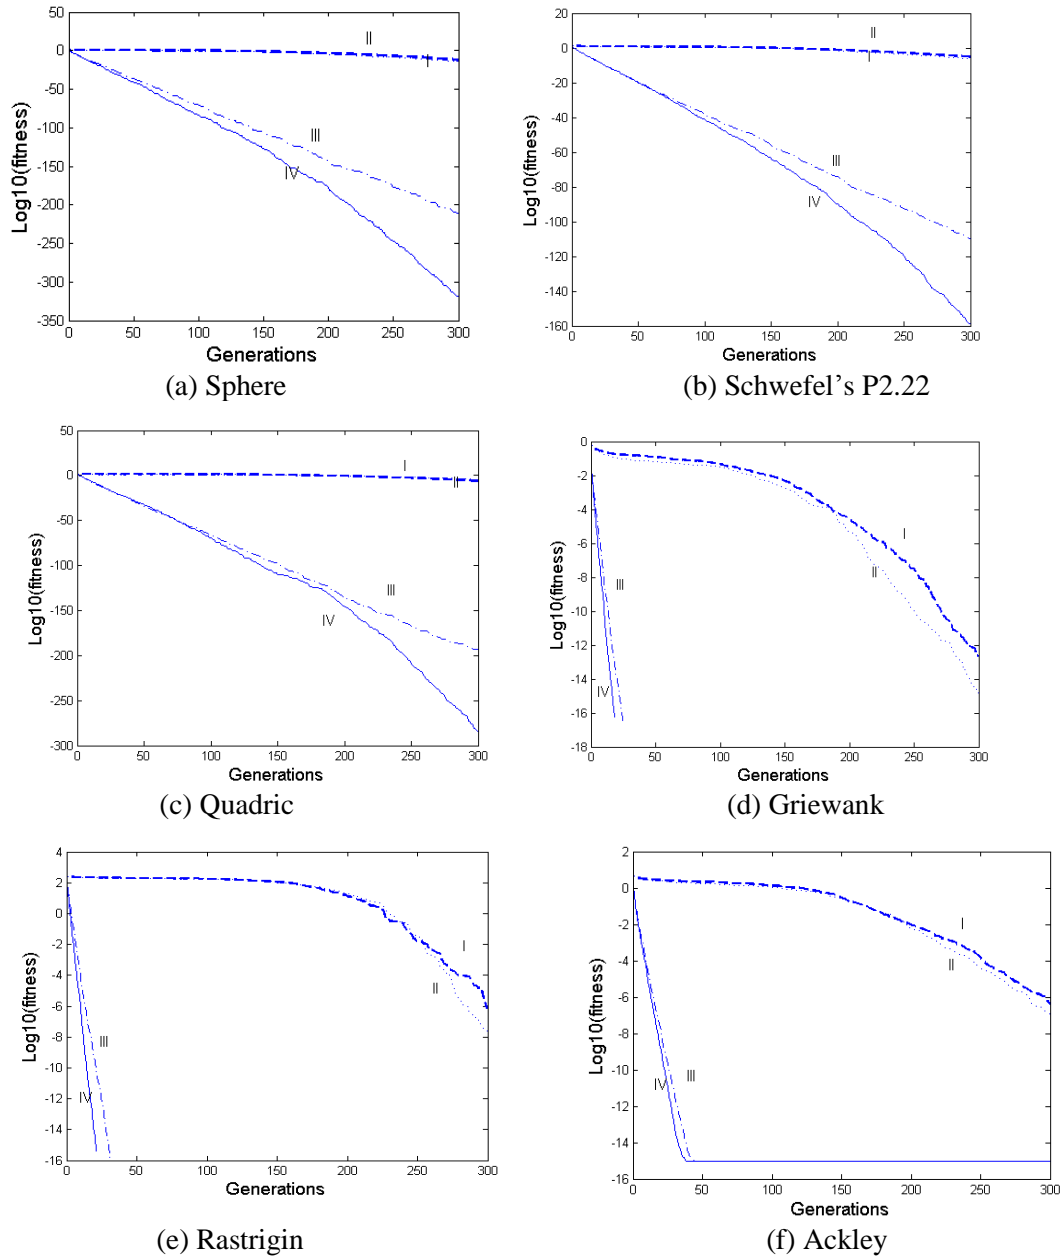 50
0
-50
-100
-150
-200
-250
-300
-350
Log10(fitness)
II
I
III
IV
0 50 100 150 200 250 300
Generations
(a) Sphere
20
0
-20
-40
-60
-80
-100
-120
-140
-160
Log10(fitness)
II
I
III
IV
0 50 100 150 200 250 300
Generations
(b) Schwefel’s P2.22
50
0
-50
-100
-150
-200
-250
-300
Log10(fitness)
I
II
III
IV
0 50 100 150 200 250 300
Generations
(c) Quadric
0
-2
-4
-6
-8
-10
-12
-14
-16
-18
Log10(fitness)
I
II
III
IV
0 50 100 150 200 250 300
Generations
(d) Griewank
4
2
0
-2
-4
-6
-8
-10
-12
-14
-16
Log10(fitness)
I
II
III
IV
0 50 100 150 200 250 300
Generations
(e) Rastrigin
2
0
-2
-4
-6
-8
-10
-12
-14
-16
Log10(fitness)
I
II
III
IV
0 50 100 150 200 250 300
Generations
(f) Ackley